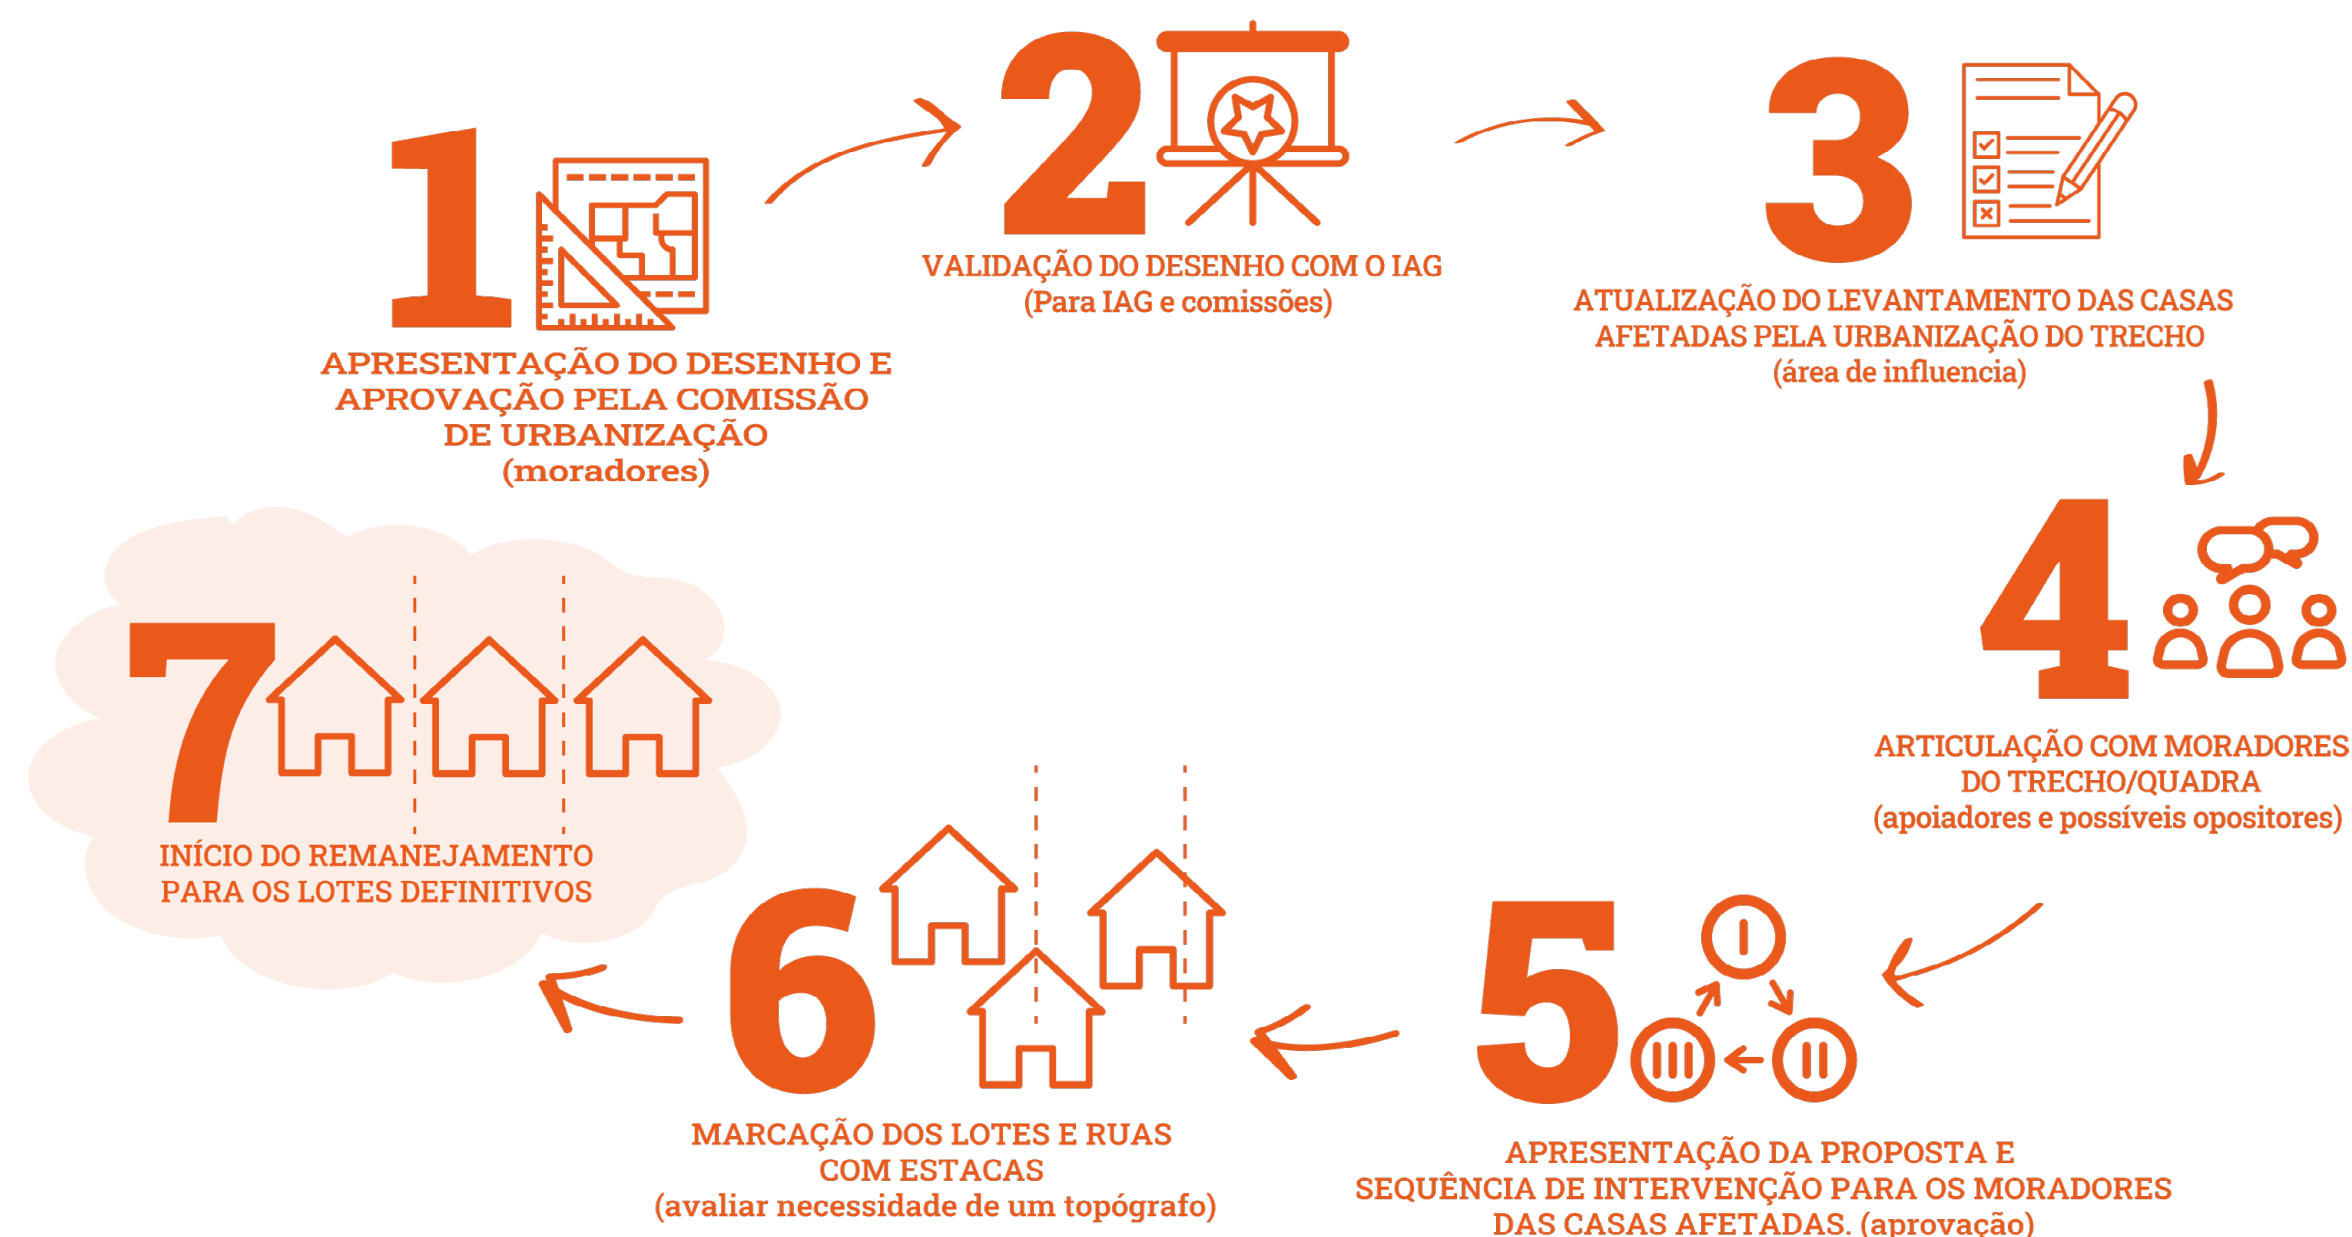 1
APRESENTAÇÃO DO DESENHO E
APROVAÇÃO PELA COMISSÃO
DE URBANIZAÇÃO
(moradores)
2
VALIDAÇÃO DO DESENHO COM O IAG
(Para IAG e comissões)
3
ATUALIZAÇÃO DO LEVANTAMENTO DAS CASAS
AFETADAS PELA URBANIZAÇÃO DO TRECHO
(área de influencia)
4
ARTICULAÇÃO COM MORADORES
DO TRECHO/QUADRA
(apoiadores e possíveis opositores)
5
I
III
II
APRESENTAÇÃO DA PROPOSTA E
SEQUÊNCIA DE INTERVENÇÃO PARA OS MORADORES
DAS CASAS AFETADAS. (aprovação)
6
MARCAÇÃO DOS LOTES E RUAS
COM ESTACAS
(avaliar necessidade de um topógrafo)
7
INÍCIO DO REMANEJAMENTO
PARA OS LOTES DEFINITIVOS